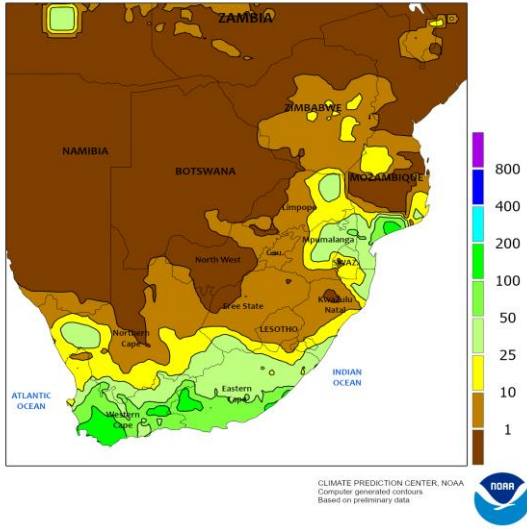 ZAMBIA
ZIMBABWE
NAMIBIA
BOTSWANA
MOZAMBIQUE
Limpopo
Mpumalanga
North West
Gau.
SWAZ.
Free State
KwaZulu
Natal
LESOTHO
Northern
Cape
INDIAN
OCEAN
ATLANTIC
OCEAN
Eastern
Cape
Western
Cape
800
400
200
100
50
25
10
1
CLIMATE PREDICTION CENTER, NOAA
Computer generated contours
Based on preliminary data
NOAA